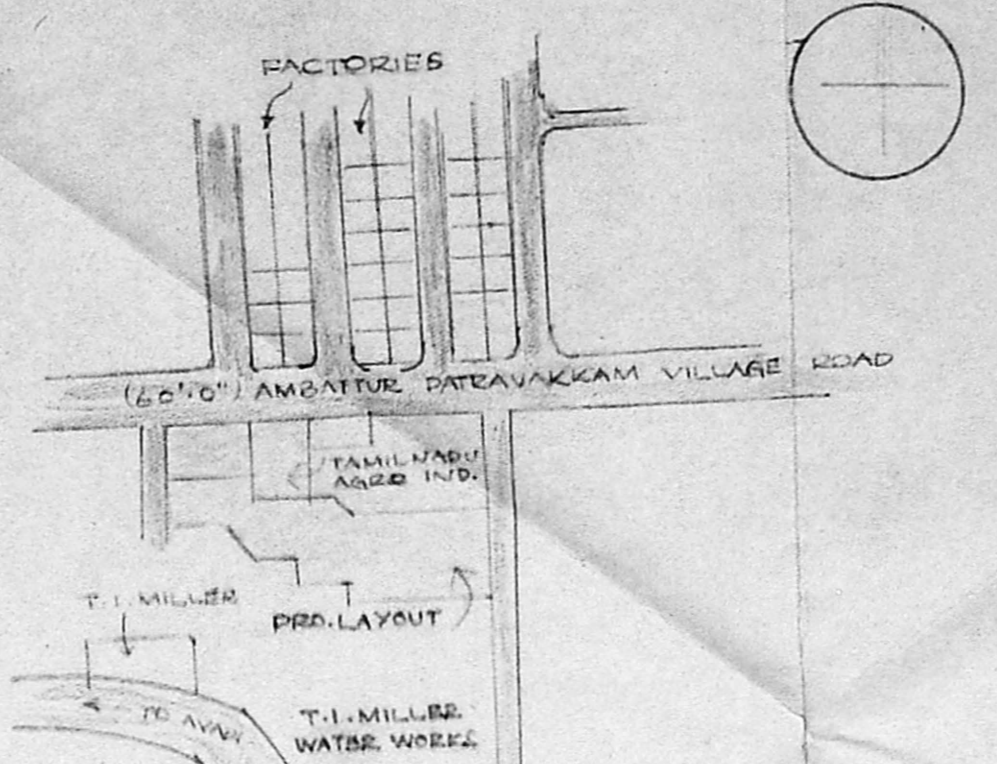 FACTORIES
(60'.0") AMBATTUR PATRAVAKKAM VILLAGE ROAD
TAMILNADU
AGRO IND.
T.I. MILLER
PRO. LAYOUT
TO AVADI
T.I. MILLER
WATER WORKS